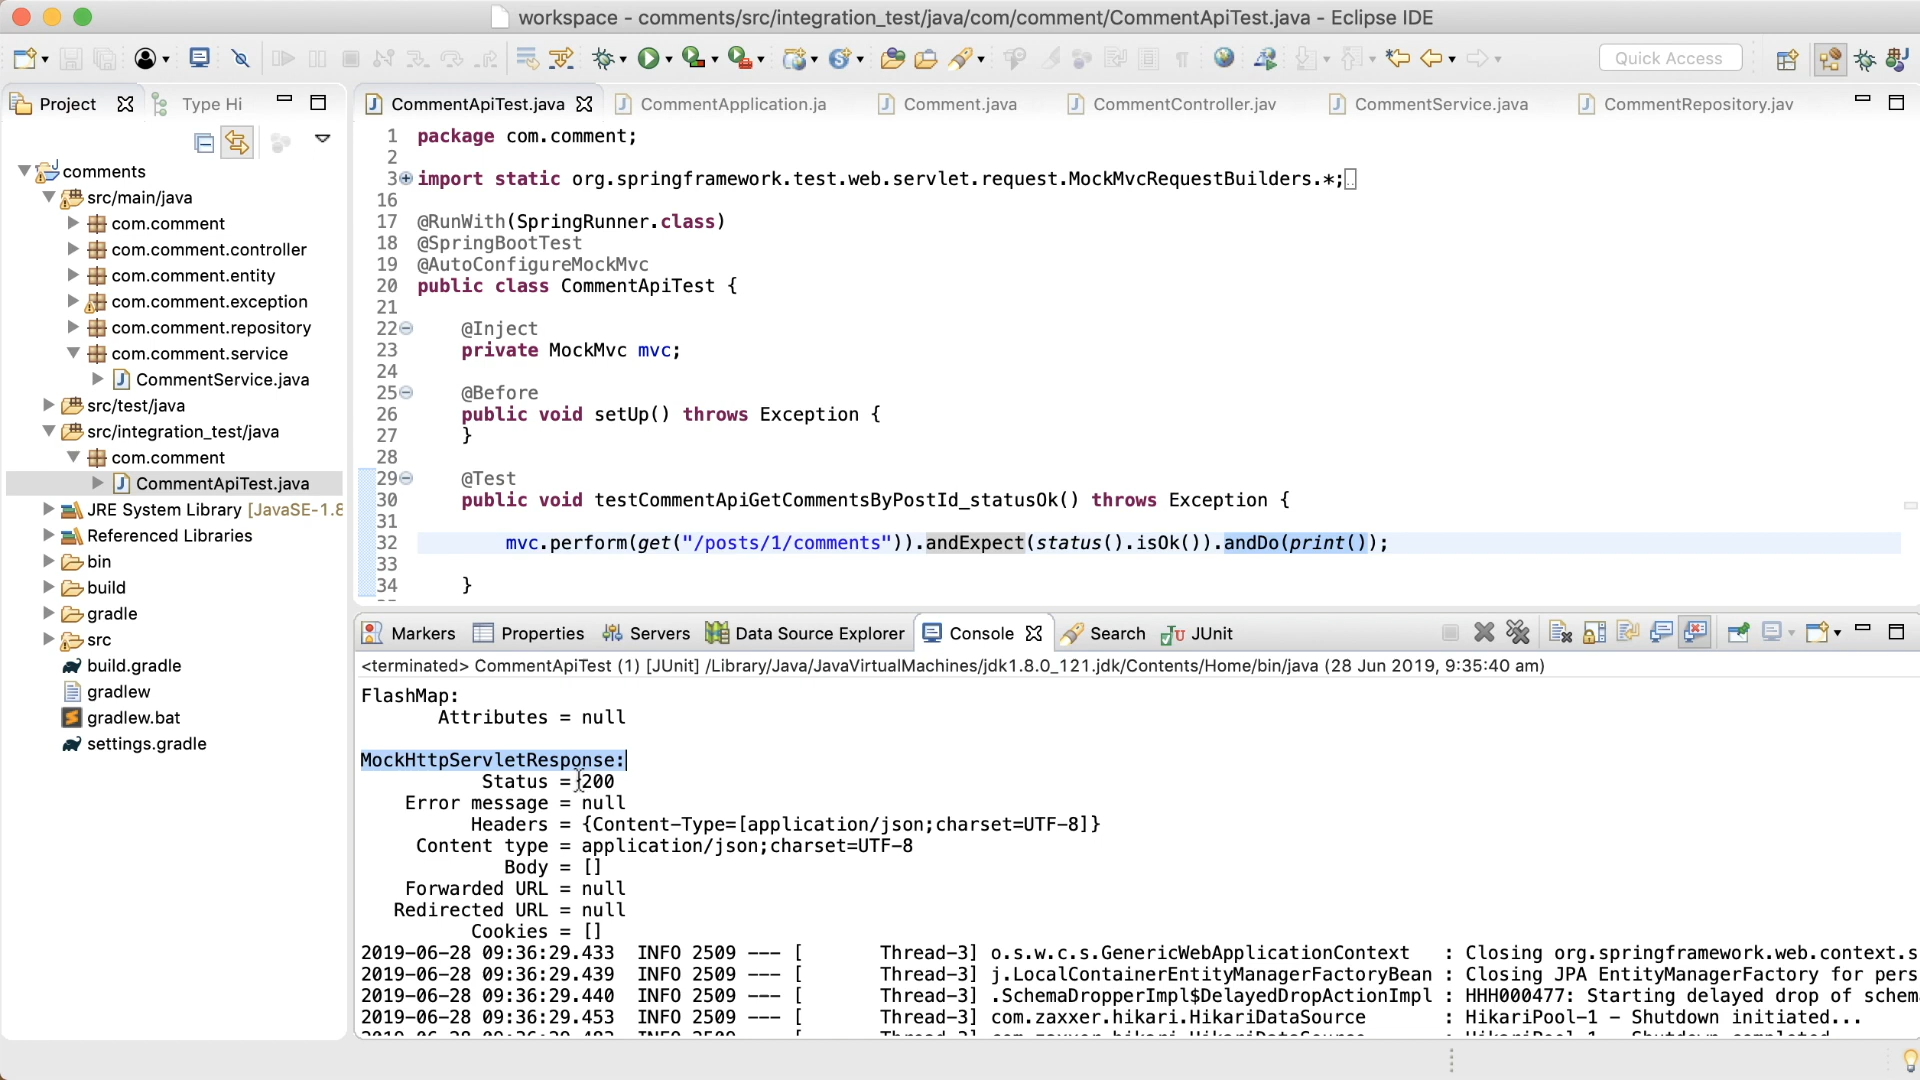 workspace - comments/src/integration_test/java/com/comment/CommentApiTest.java - Eclipse IDE
Quick Access
Project
Type Hi
CommentApiTest.java
CommentApplication.ja
Comment.java
CommentController.jav
CommentService.java
CommentRepository.jav
comments
src/main/java
com.comment
com.comment.controller
com.comment.entity
com.comment.exception
com.comment.repository
com.comment.service
CommentService.java
src/test/java
src/integration_test/java
com.comment
CommentApiTest.java
JRE System Library [JavaSE-1.8
Referenced Libraries
bin
build
gradle
src
build.gradle
gradlew
gradlew.bat
settings.gradle
1 package com.comment;
2
3 import static org.springframework.test.web.servlet.request.MockMvcRequestBuilders.*;
16
17 @RunWith(SpringRunner.class)
18 @SpringBootTest
19 @AutoConfigureMockMvc
20 public class CommentApiTest {
21
22 @Inject
23 private MockMvc mvc;
24
25 @Before
26 public void setUp() throws Exception {
27 }
28
29 @Test
30 public void testCommentApiGetCommentsByPostId_statusOk() throws Exception {
31
32 mvc.perform(get("/posts/1/comments")).andExpect(status().isOk()).andDo(print());
33
34 }
Markers
Properties
Servers
Data Source Explorer
Console
Search
JUnit
<terminated> CommentApiTest (1) [JUnit] /Library/Java/JavaVirtualMachines/jdk1.8.0_121.jdk/Contents/Home/bin/java (28 Jun 2019, 9:35:40 am)
FlashMap:
Attributes = null
MockHttpServletResponse:
Status = 200
Error message = null
Headers = {Content-Type=[application/json;charset=UTF-8]}
Content type = application/json;charset=UTF-8
Body = []
Forwarded URL = null
Redirected URL = null
Cookies = []
2019-06-28 09:36:29.433 INFO 2509 --- [ Thread-3] o.s.w.c.s.GenericWebApplicationContext : Closing org.springframework.web.context.s
2019-06-28 09:36:29.439 INFO 2509 --- [ Thread-3] j.LocalContainerEntityManagerFactoryBean : Closing JPA EntityManagerFactory for pers
2019-06-28 09:36:29.440 INFO 2509 --- [ Thread-3] .SchemaDropperImpl$DelayedDropActionImpl : HHH000477: Starting delayed drop of schem
2019-06-28 09:36:29.453 INFO 2509 --- [ Thread-3] com.zaxxer.hikari.HikariDataSource : HikariPool-1 - Shutdown initiated...